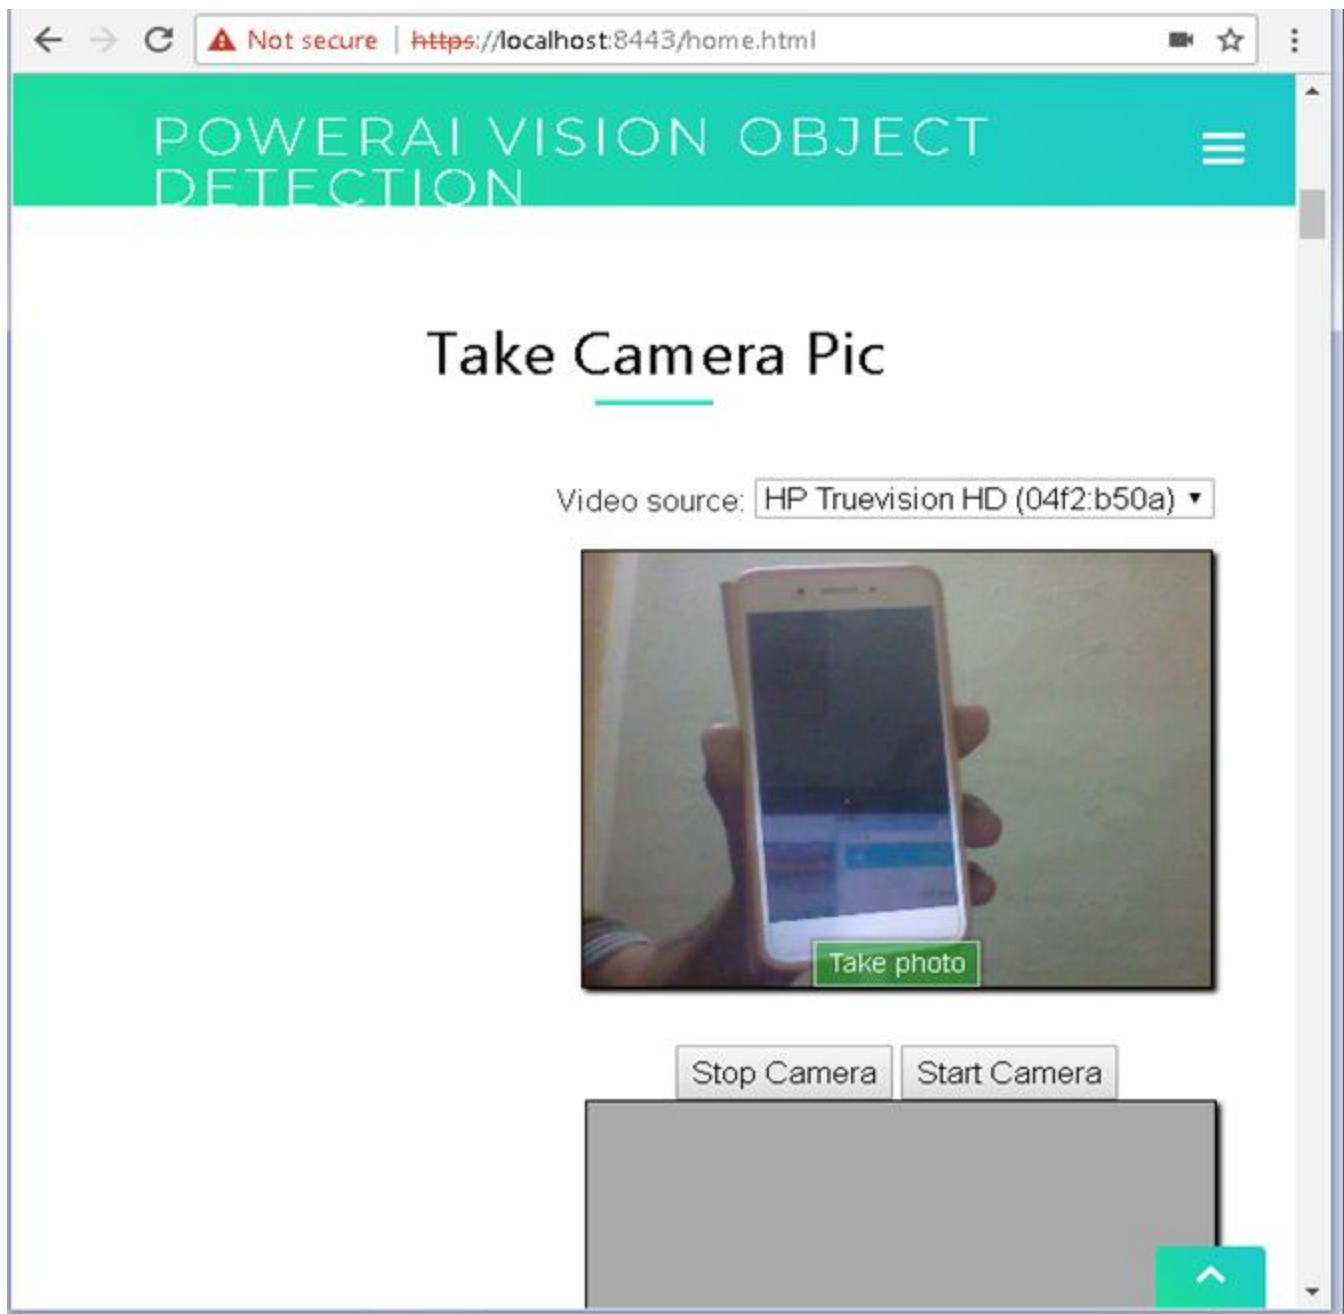 Not secure | https://localhost:8443/home.html
POWERAI VISION OBJECT
DETECTION
Take Camera Pic
Video source: HP Truevision HD (04f2:b50a)
Take photo
Stop Camera Start Camera